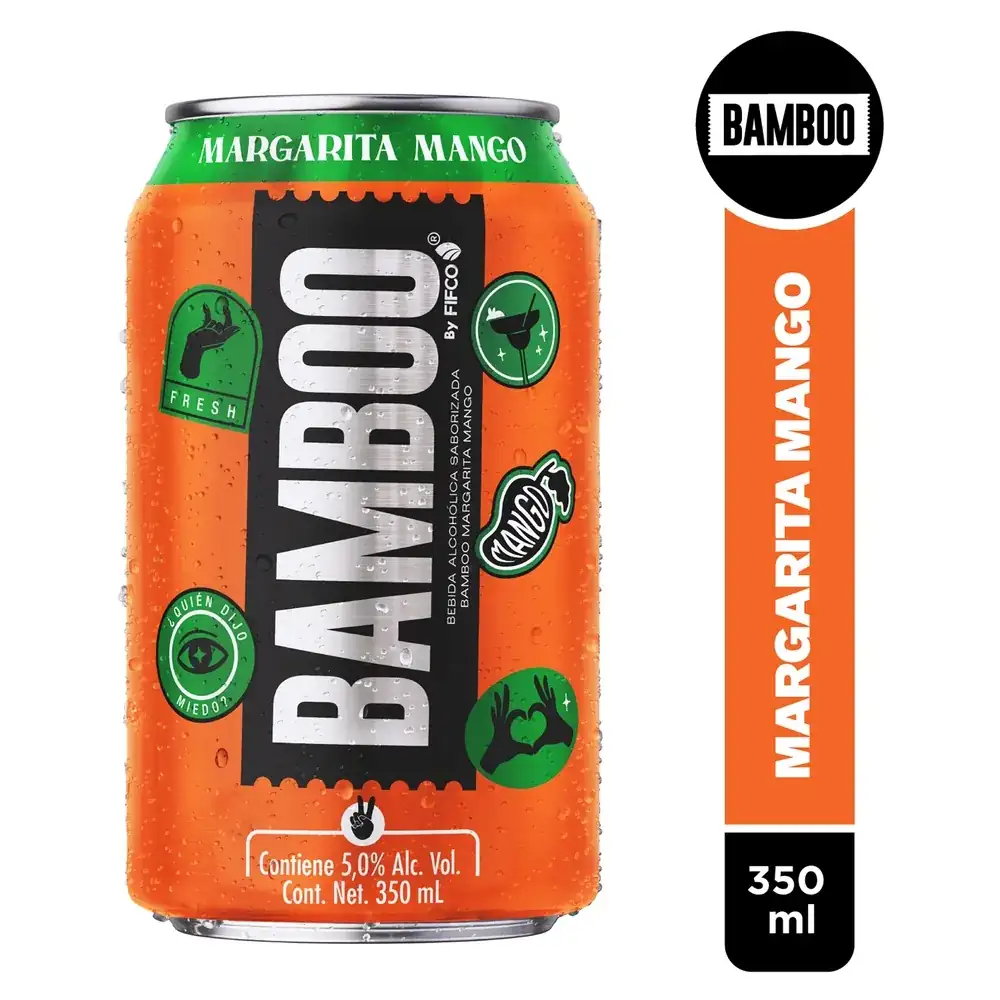 MARGARITA MANGO
BAMBOO®
By FIFCO
BEBIDA ALCOHÓLICA SABORIZADA
BAMBOO MARGARITA MANGO
FRESH
MANGO
¿QUIÉN DIJO
MIEDO?
Contiene 5,0% Alc. Vol.
Cont. Net. 350 mL
BAMBOO
MARGARITA MANGO
350
ml